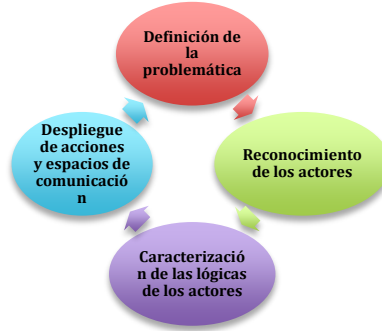 Definición de
la
problemática
Reconocimiento
de los actores
Caracterizació
n de las lógicas
de los actores
Despliegue
de acciones
y espacios de
comunicació
n